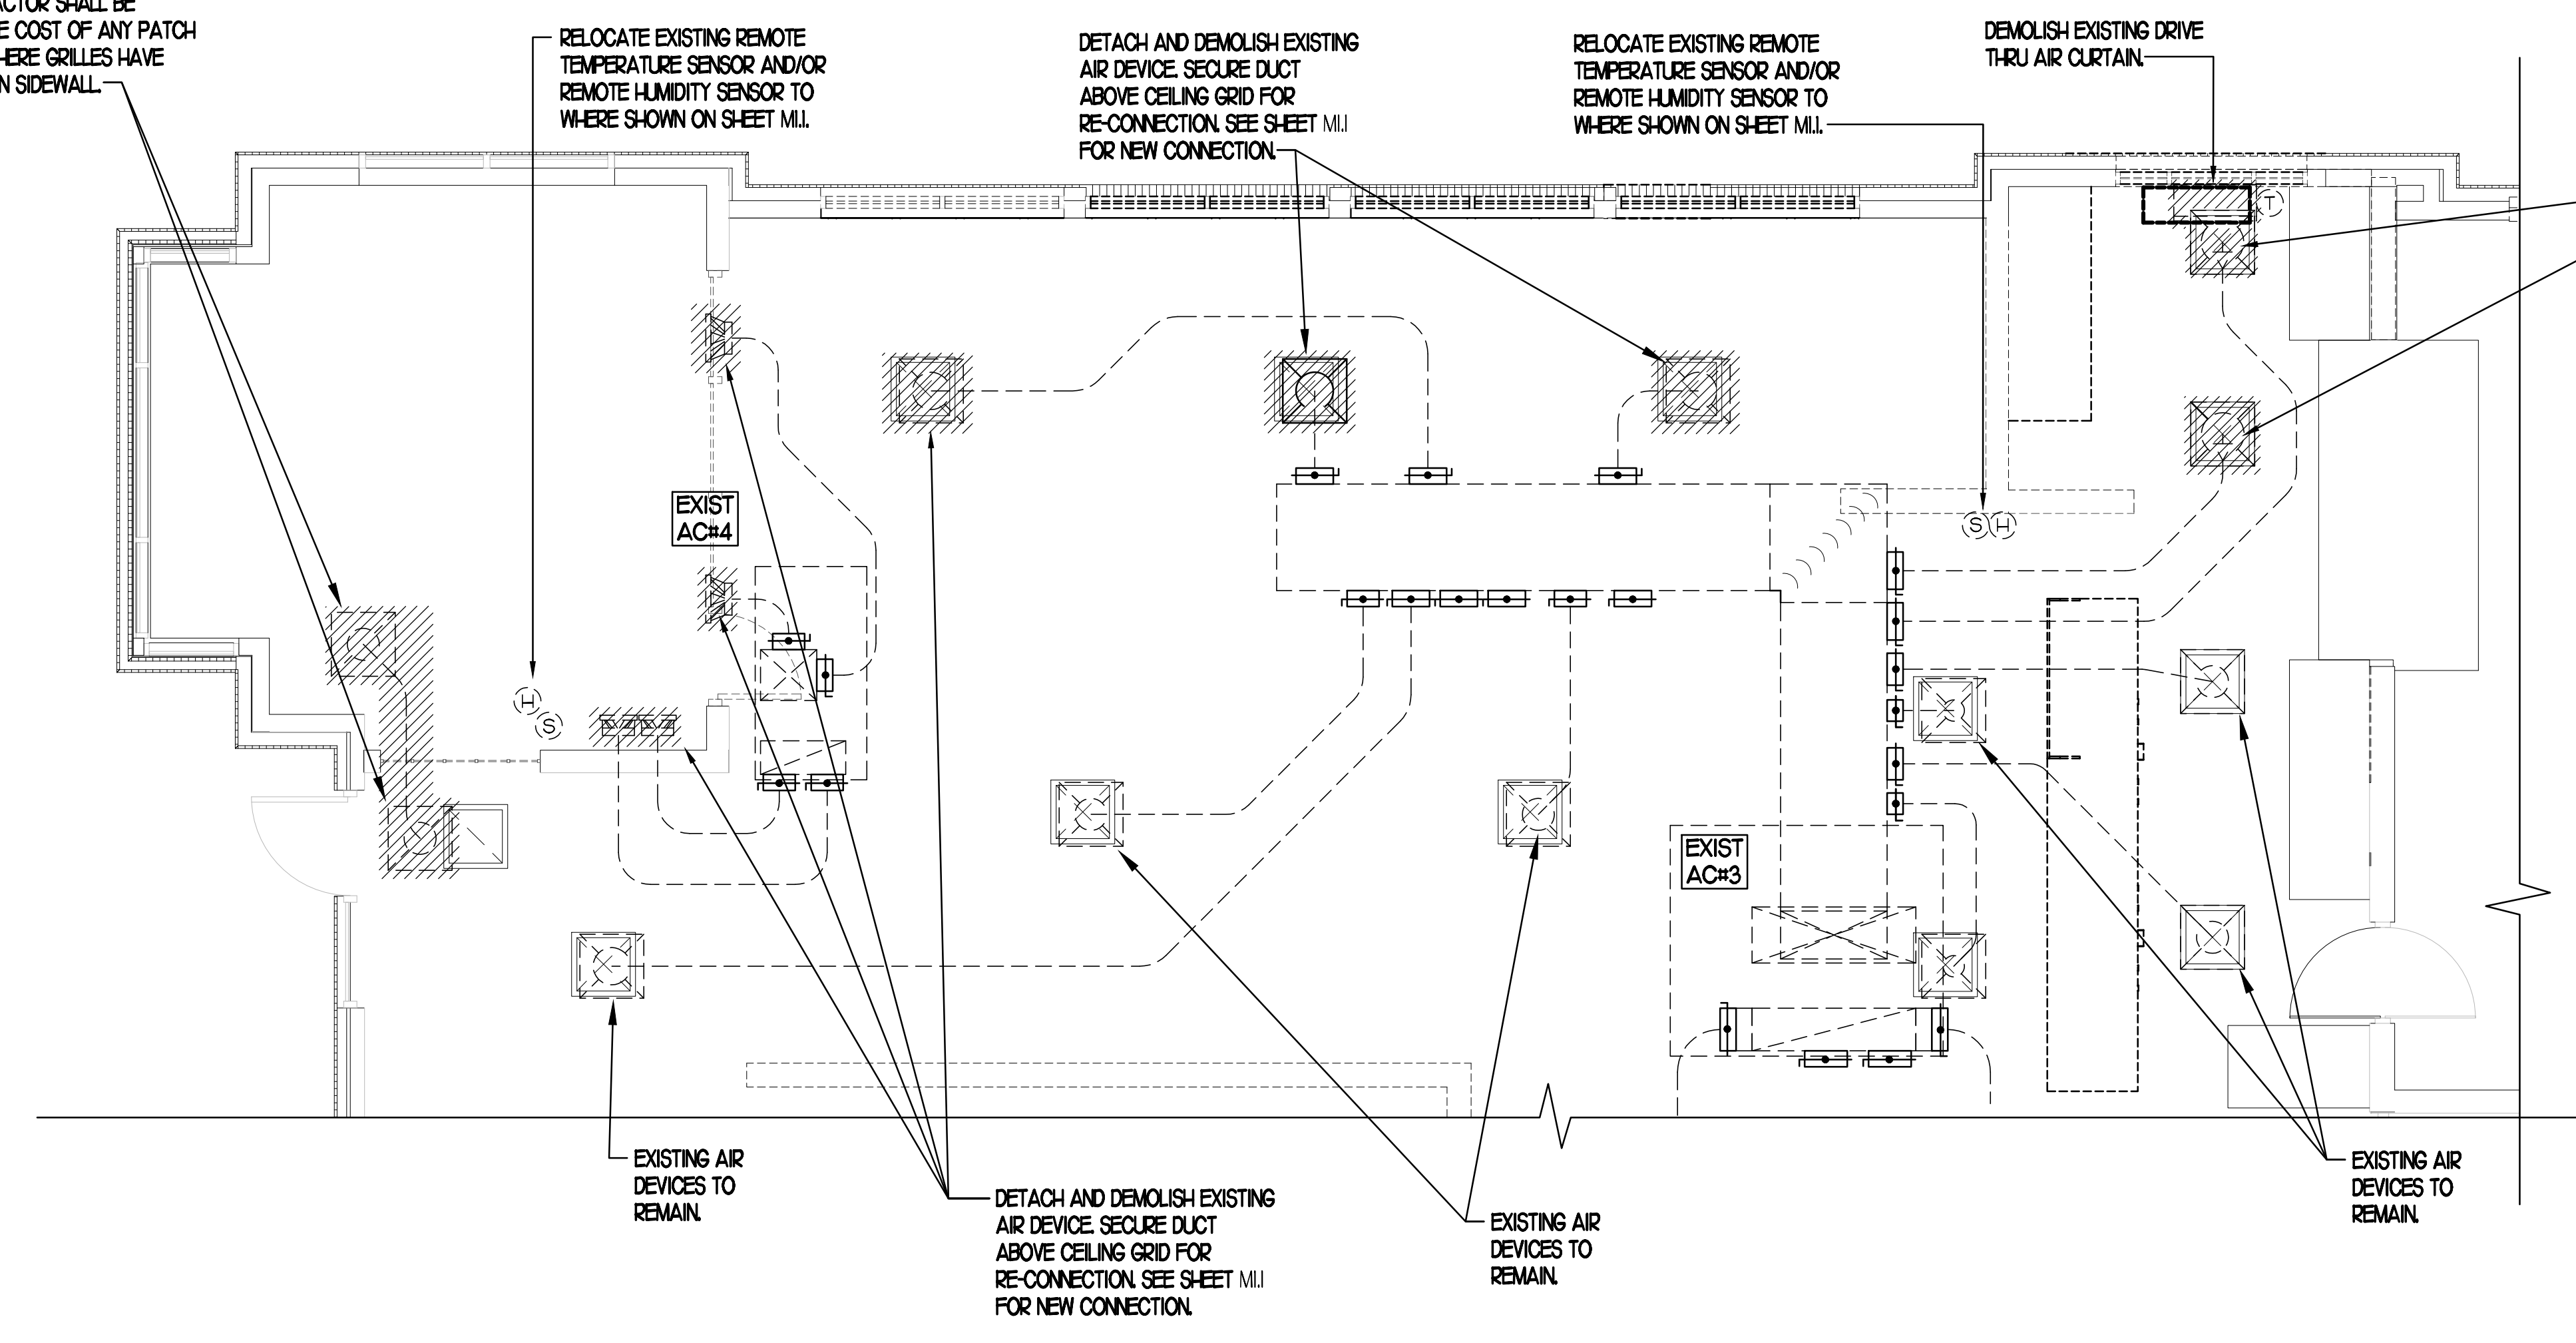 ACTOR SHALL BE
COST OF ANY PATCH
HERE GRILLES HAVE
N SIDEWALL.
RELOCATE EXISTING REMOTE
TEMPERATURE SENSOR AND/OR
REMOTE HUMIDITY SENSOR TO
WHERE SHOWN ON SHEET M1.1.
DETACH AND DEMOLISH EXISTING
AIR DEVICE. SECURE DUCT
ABOVE CEILING GRID FOR
RE-CONNECTION. SEE SHEET M1.1
FOR NEW CONNECTION.
RELOCATE EXISTING REMOTE
TEMPERATURE SENSOR AND/OR
REMOTE HUMIDITY SENSOR TO
WHERE SHOWN ON SHEET M1.1.
DEMOLISH EXISTING DRIVE
THRU AIR CURTAIN.
T
EXIST
AC#4
S H
H
S
EXIST
AC#3
EXISTING AIR
DEVICES TO
REMAIN.
DETACH AND DEMOLISH EXISTING
AIR DEVICE. SECURE DUCT
ABOVE CEILING GRID FOR
RE-CONNECTION. SEE SHEET M1.1
FOR NEW CONNECTION.
EXISTING AIR
DEVICES TO
REMAIN.
EXISTING AIR
DEVICES TO
REMAIN.